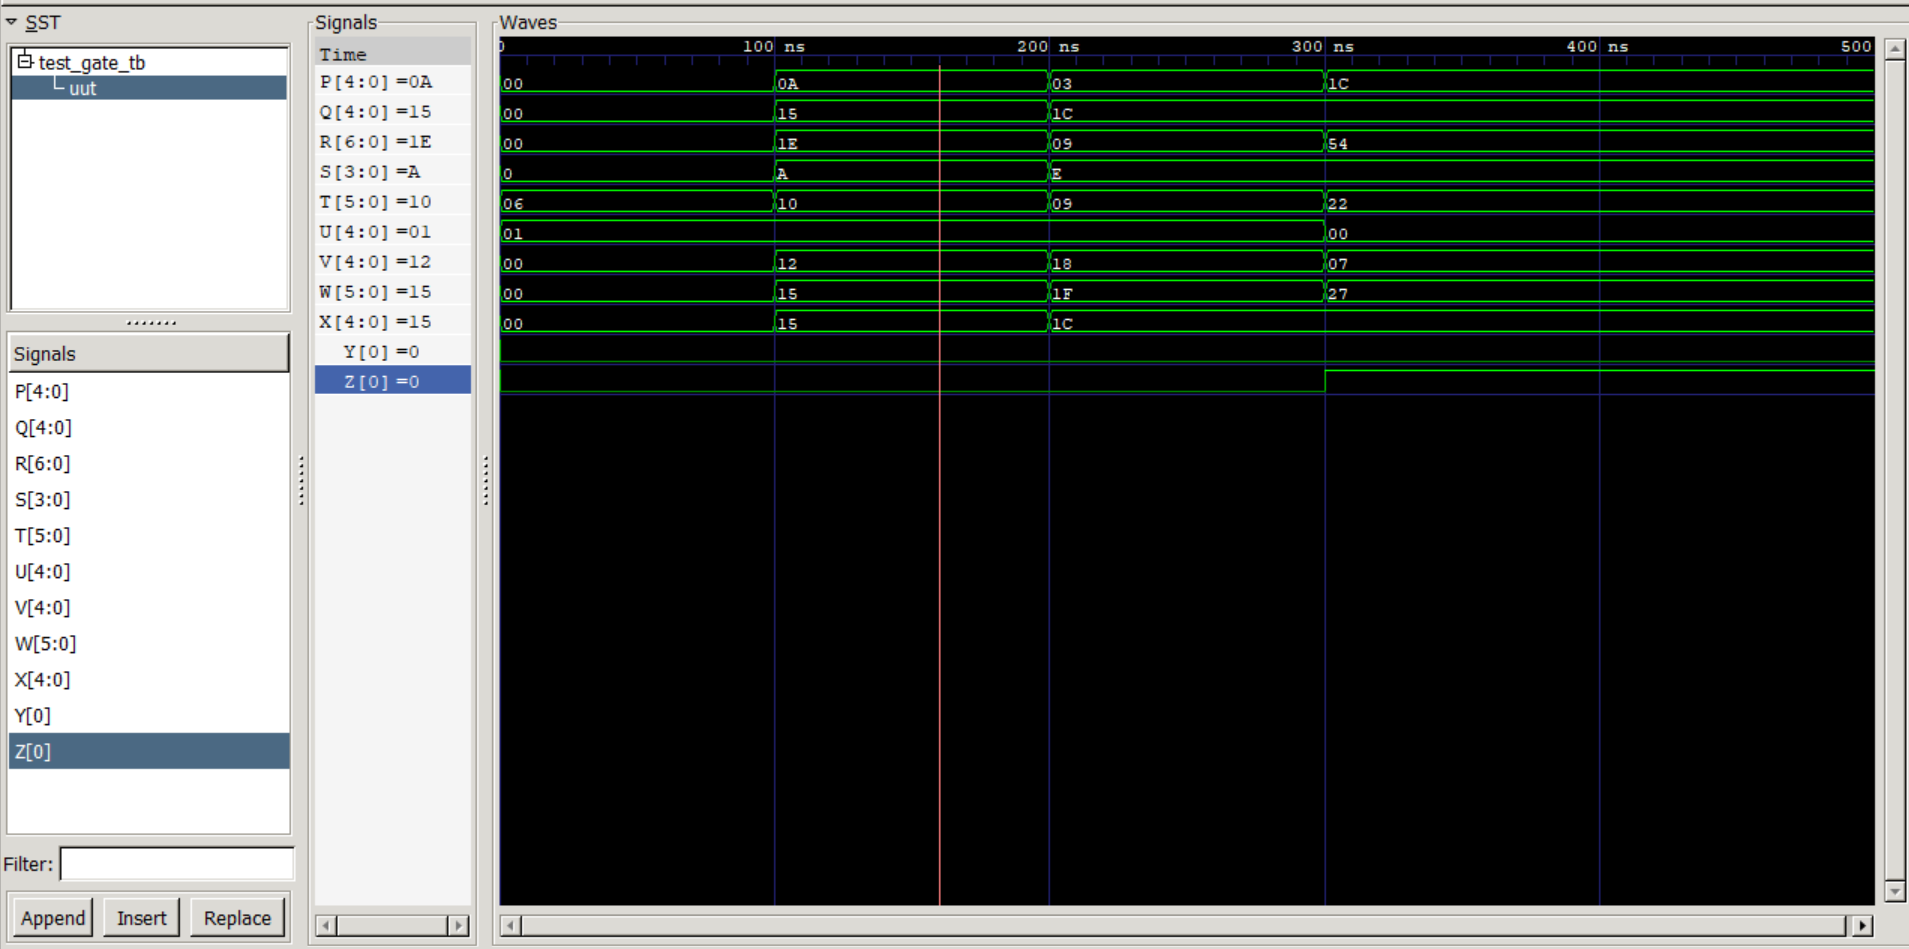 SST
test_gate_tb
uut
Signals
P[4:0]
Q[4:0]
R[6:0]
S[3:0]
T[5:0]
U[4:0]
V[4:0]
W[5:0]
X[4:0]
Y[0]
Z[0]
Filter:
Append Insert Replace
Signals
Time
P[4:0] =0A
Q[4:0] =15
R[6:0] =1E
S[3:0] =A
T[5:0] =10
U[4:0] =01
V[4:0] =12
W[5:0] =15
X[4:0] =15
Y[0] =0
Z[0] =0
Waves
0 100 ns 200 ns 300 ns 400 ns 500
00 0A 03 1C
00 15 1C
00 1E 09 54
0 A E
06 10 09 22
01 00
00 12 18 07
00 15 1F 27
00 15 1C